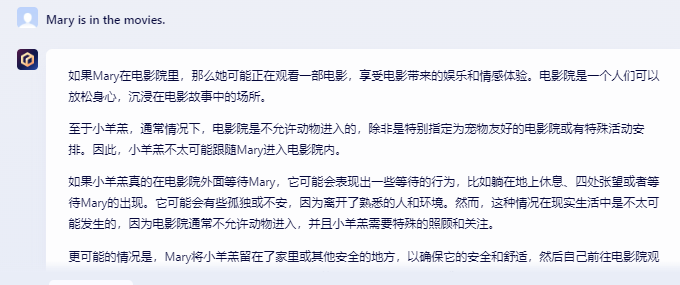 Mary is in the movies.
如果Mary在电影院里，那么她可能正在观看一部电影，享受电影带来的娱乐和情感体验。电影院是一个人们可以
放松身心，沉浸在电影故事中的场所。
至于小羊羔，通常情况下，电影院是不允许动物进入的，除非是特别指定为宠物友好的电影院或有特殊活动安
排。因此，小羊羔不太可能跟随Mary进入电影院内。
如果小羊羔真的在电影院外面等待Mary，它可能会表现出一些等待的行为，比如躺在地上休息、四处张望或者等
待Mary的出现。它可能会有些孤独或不安，因为离开了熟悉的人和环境。然而，这种情况在现实生活中是不太可
能发生的，因为电影院通常不允许动物进入，并且小羊羔需要特殊的照顾和关注。
更可能的情况是，Mary将小羊羔留在了家里或其他安全的地方，以确保它的安全和舒适，然后自己前往电影院观